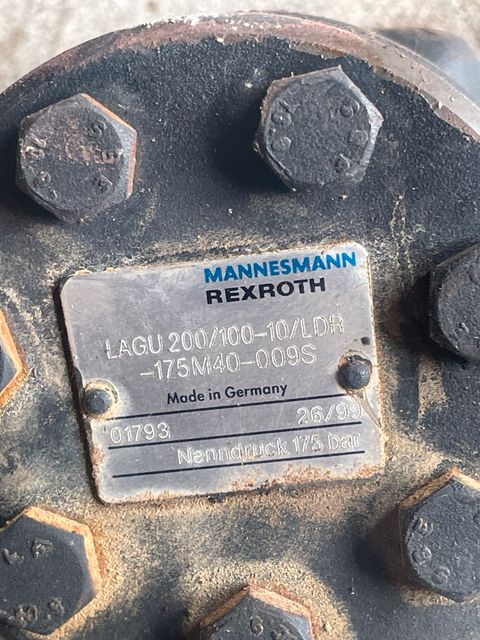 MANNESMANN
REXROTH
LAGU 200/100-10/LDR
-175M40-009S
Made in Germany
01793 26/99
Nenndruck 175 bar